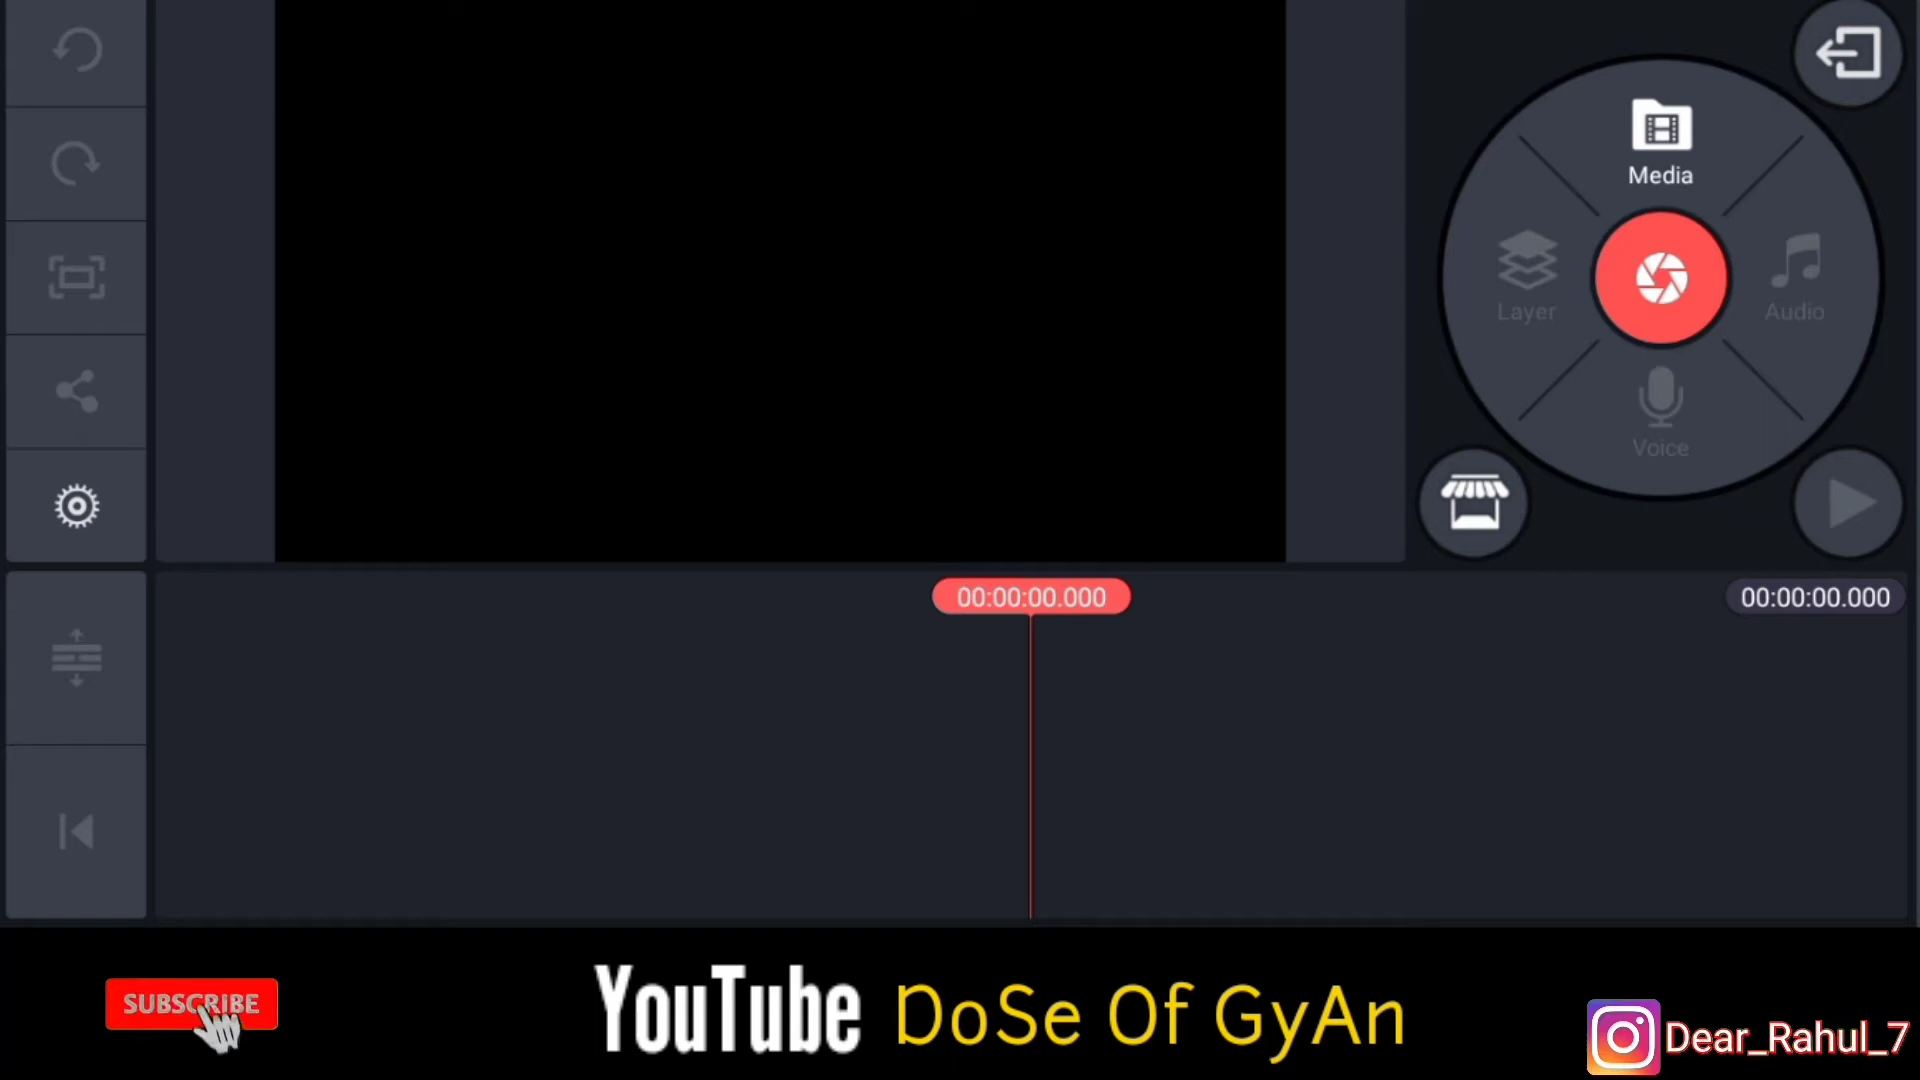 Media
Layer
Audio
Voice
00:00:00.000
00:00:00.000
SUBSCRIBE
YouTube DoSe Of GyAn
Dear_Rahul_7